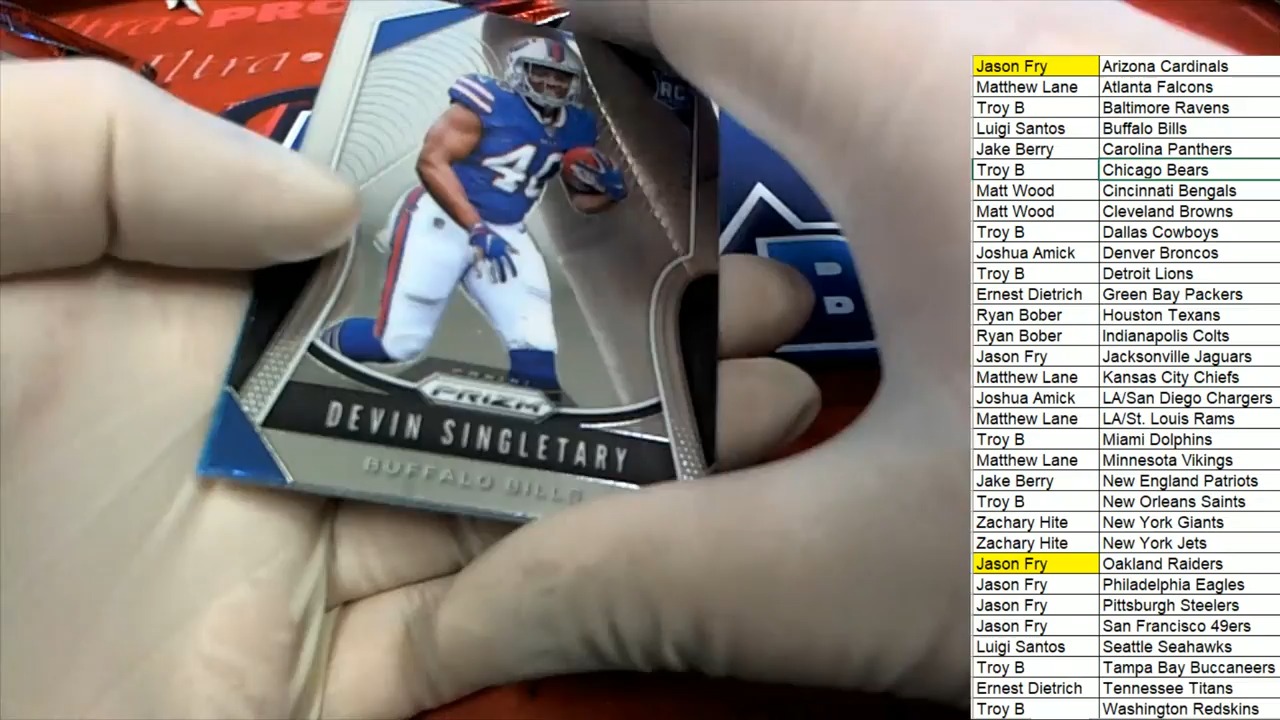 PRO
Ultra.
RC
40
PANINI
PRIZM
DEVIN SINGLETARY
BUFFALO BILLS
Jason Fry Arizona Cardinals
Matthew Lane Atlanta Falcons
Troy B Baltimore Ravens
Luigi Santos Buffalo Bills
Jake Berry Carolina Panthers
Troy B Chicago Bears
Matt Wood Cincinnati Bengals
Matt Wood Cleveland Browns
Troy B Dallas Cowboys
Joshua Amick Denver Broncos
Troy B Detroit Lions
Ernest Dietrich Green Bay Packers
Ryan Bober Houston Texans
Ryan Bober Indianapolis Colts
Jason Fry Jacksonville Jaguars
Matthew Lane Kansas City Chiefs
Joshua Amick LA/San Diego Chargers
Matthew Lane LA/St. Louis Rams
Troy B Miami Dolphins
Matthew Lane Minnesota Vikings
Jake Berry New England Patriots
Troy B New Orleans Saints
Zachary Hite New York Giants
Zachary Hite New York Jets
Jason Fry Oakland Raiders
Jason Fry Philadelphia Eagles
Jason Fry Pittsburgh Steelers
Jason Fry San Francisco 49ers
Luigi Santos Seattle Seahawks
Troy B Tampa Bay Buccaneers
Ernest Dietrich Tennessee Titans
Troy B Washington Redskins